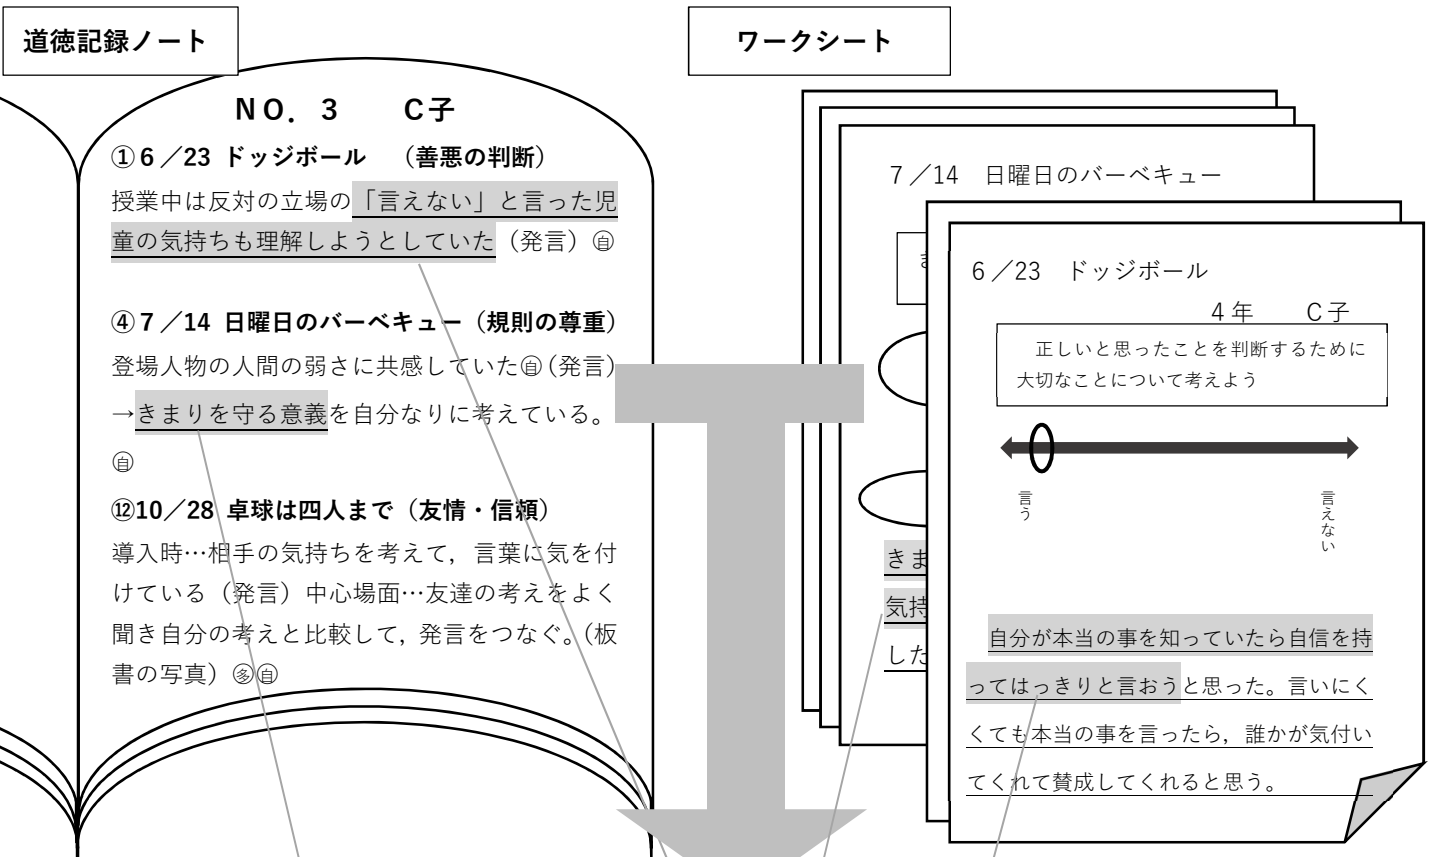 道徳記録ノート
NO．３　　C子
①６／23 ドッジボール　（善悪の判断）
授業中は反対の立場の「言えない」と言った児
童の気持ちも理解しようとしていた（発言）㊂
④７／14 日曜日のバーベキュー（規則の尊重）
登場人物の人間の弱さに共感していた自（発言）
→きまりを守る意義を自分なりに考えている。
自
⑫10／28 卓球は四人まで（友情・信頼）
導入時…相手の気持ちを考えて，言葉に気を付
けている（発言）中心場面…友達の考えをよく
聞き自分の考えと比較して，発言をつなぐ。（板
書の写真）多自
ワークシート
７／14　日曜日のバーベキュー
きま
気持
した
６／23　ドッジボール
４年　　C子
正しいと思ったことを判断するために
大切なことについて考えよう
言う
言えない
自分が本当の事を知っていたら自信を持
ってはっきりと言おうと思った。言いにく
くても本当の事を言ったら，誰かが気付い
てくれて賛成してくれると思う。